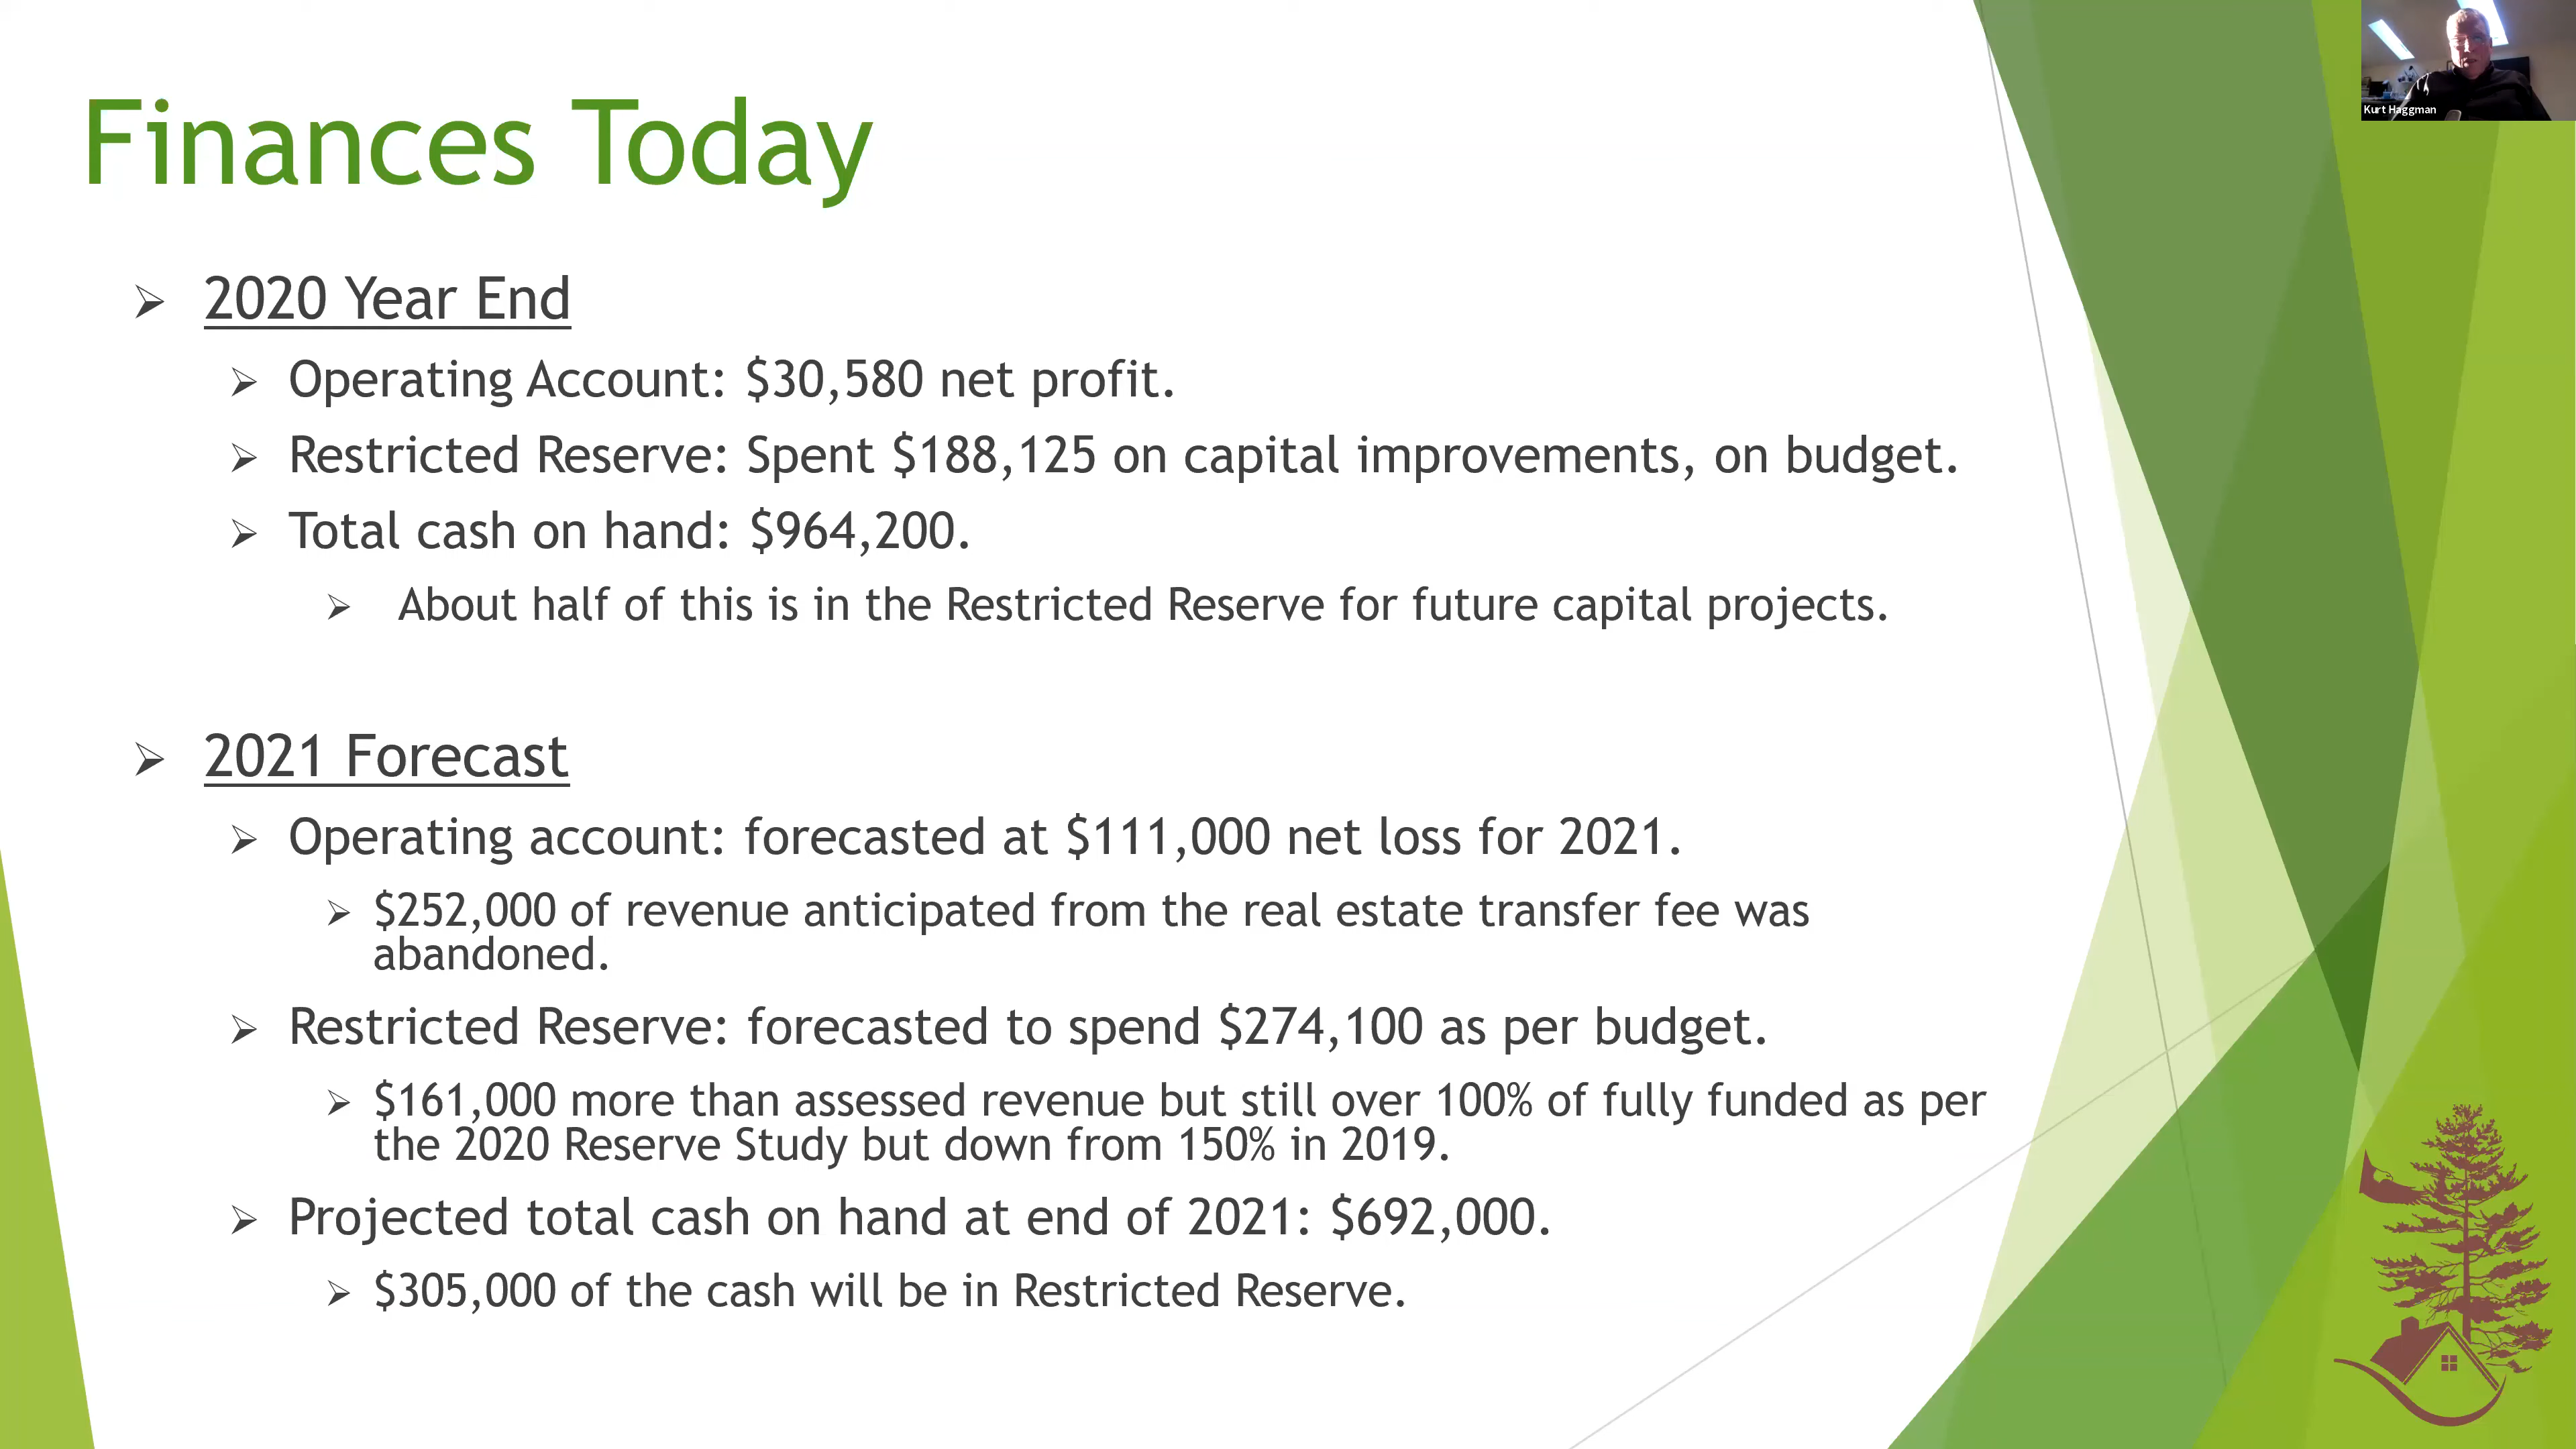 Kurt Haggman
Finances Today
2020 Year End
Operating Account: $30,580 net profit.
Restricted Reserve: Spent $188,125 on capital improvements, on budget.
Total cash on hand: $964,200.
About half of this is in the Restricted Reserve for future capital projects.
2021 Forecast
Operating account: forecasted at $111,000 net loss for 2021.
$252,000 of revenue anticipated from the real estate transfer fee was
abandoned.
Restricted Reserve: forecasted to spend $274,100 as per budget.
$161,000 more than assessed revenue but still over 100% of fully funded as per
the 2020 Reserve Study but down from 150% in 2019.
Projected total cash on hand at end of 2021: $692,000.
$305,000 of the cash will be in Restricted Reserve.